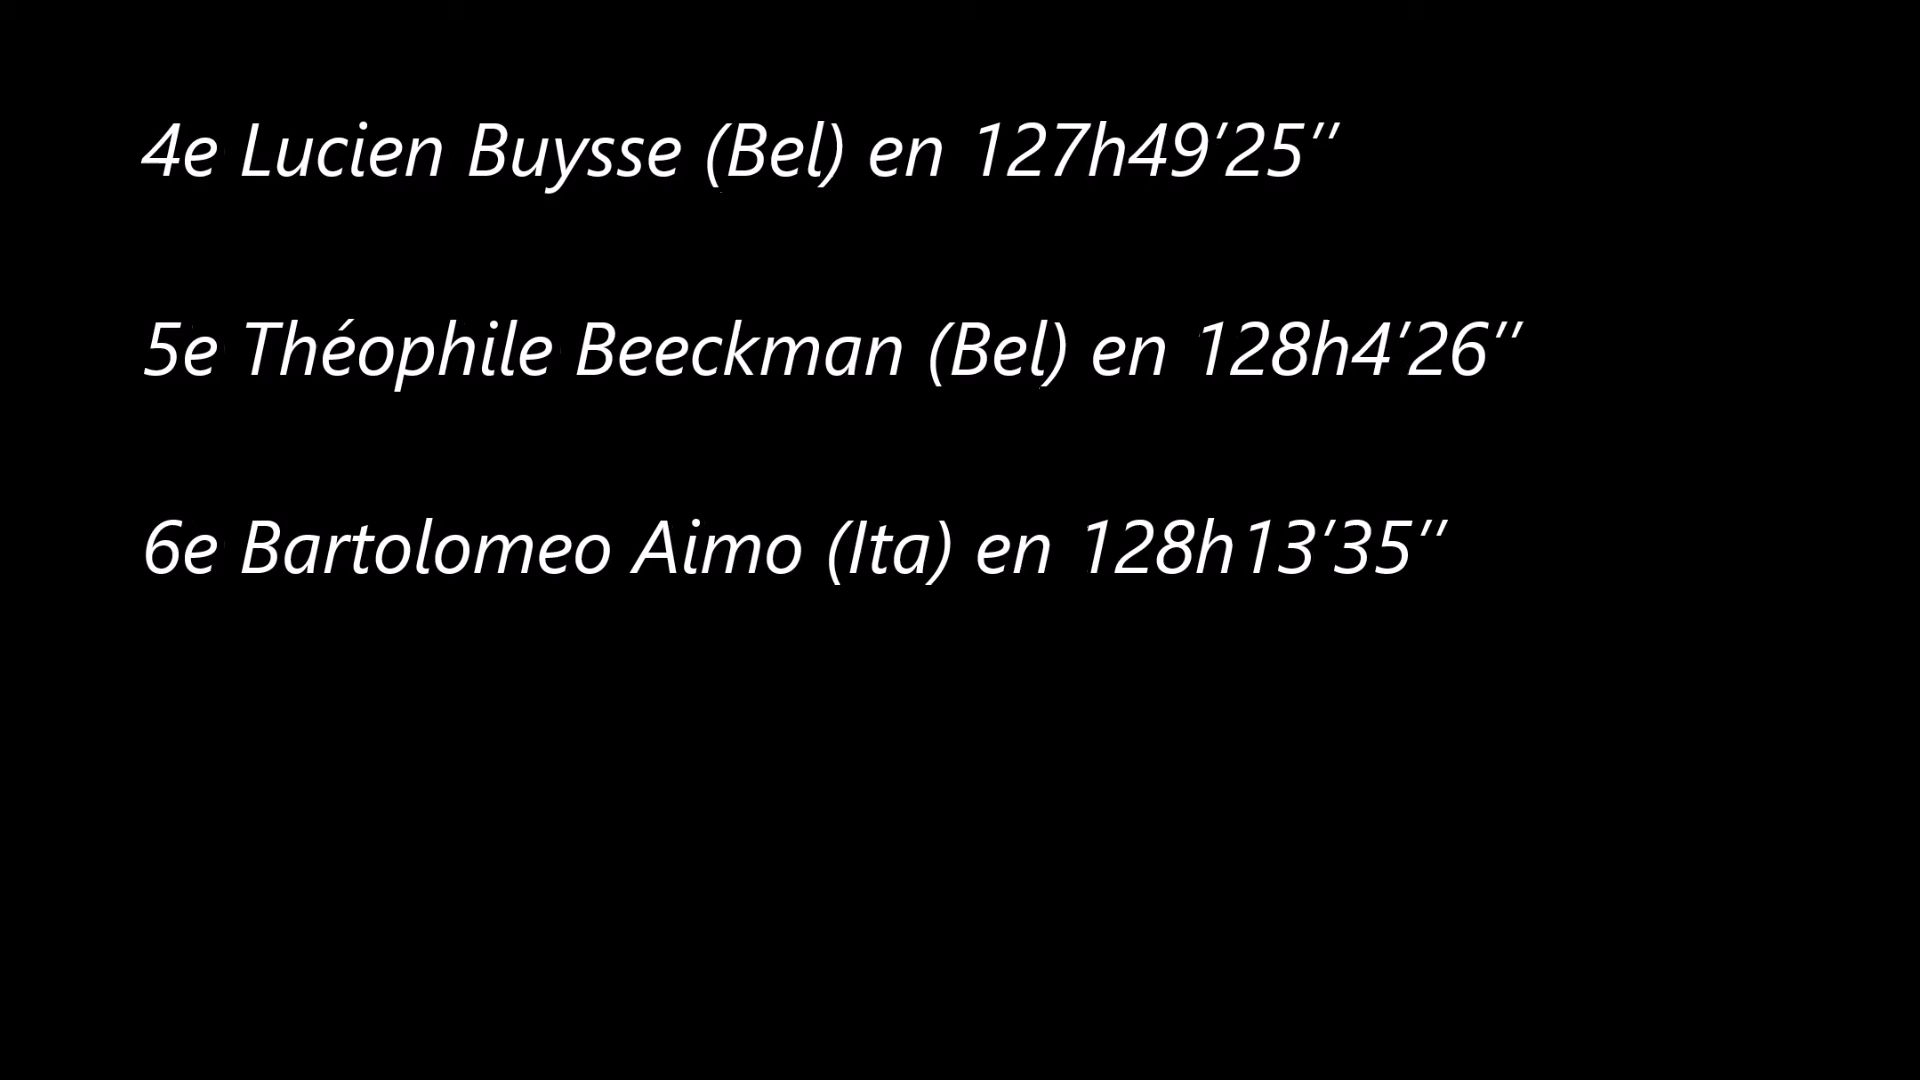 4e Lucien Buysse (Bel) en 127h49’25’’
5e Théophile Beeckman (Bel) en 128h4’26’’
6e Bartolomeo Aimo (Ita) en 128h13’35’’